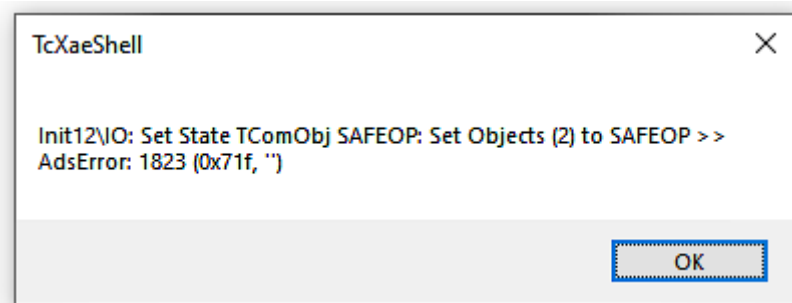 TcXaeShell
Init12\IO: Set State TComObj SAFEOP: Set Objects (2) to SAFEOP >>
AdsError: 1823 (0x71f, '')
OK